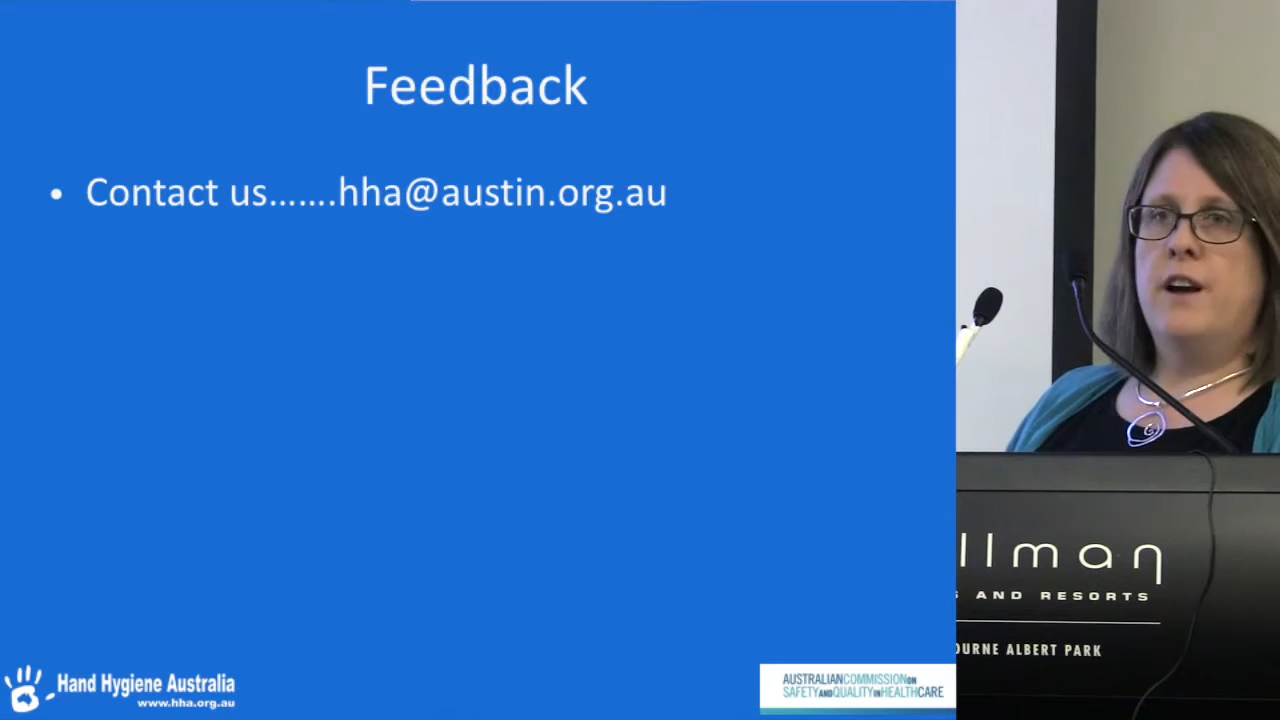 Feedback
• Contact us.......hha@austin.org.au
Hand Hygiene Australia
www.hha.org.au
AUSTRALIAN COMMISSION ON
SAFETY AND QUALITY IN HEALTH CARE
llman
S AND RESORTS
OURNE ALBERT PARK